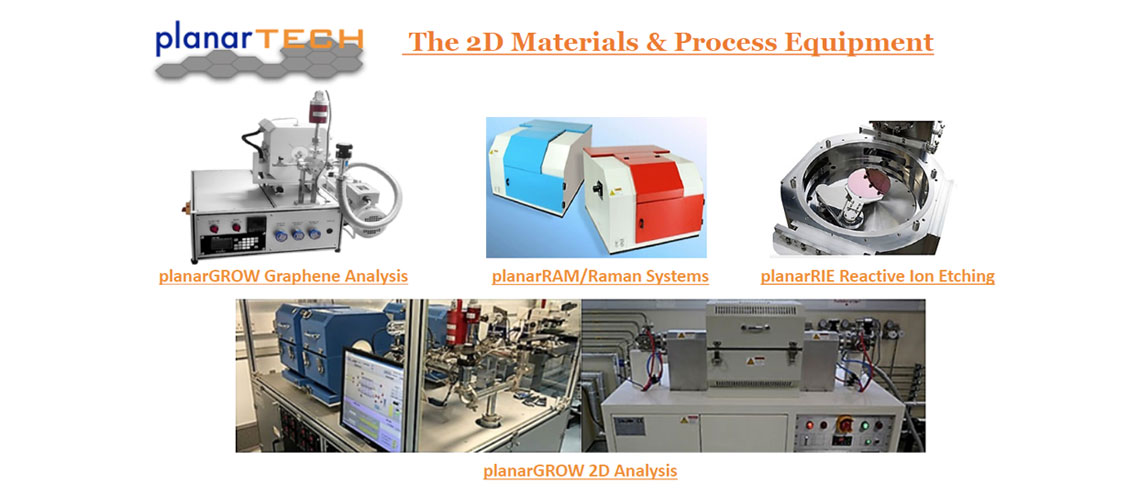 planarTECH
The 2D Materials & Process Equipment
planarGROW Graphene Analysis
planarRAM/Raman Systems
planarRIE Reactive Ion Etching
planarGROW 2D Analysis